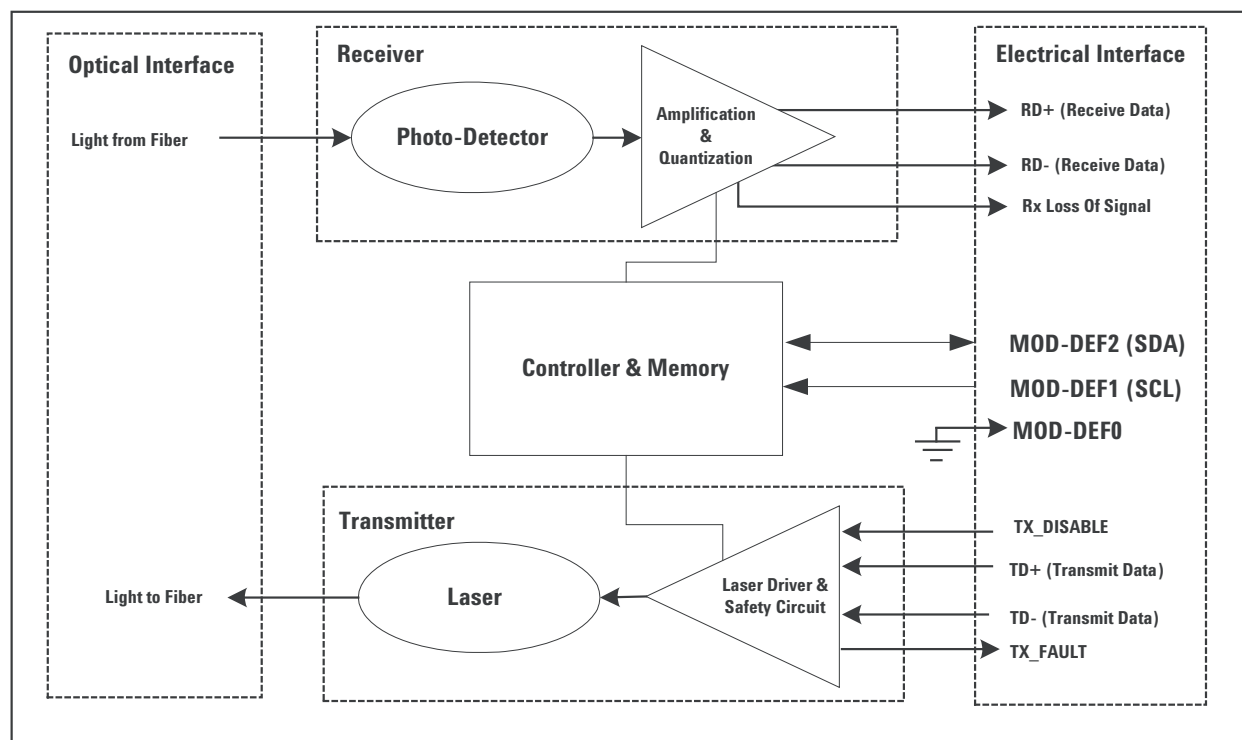 Optical Interface
Light from Fiber
Light to Fiber
Receiver
Photo-Detector
Amplification
&
Quantization
Controller & Memory
Transmitter
Laser
Laser Driver &
Safety Circuit
Electrical Interface
RD+ (Receive Data)
RD- (Receive Data)
Rx Loss Of Signal
MOD-DEF2 (SDA)
MOD-DEF1 (SCL)
MOD-DEF0
TX_DISABLE
TD+ (Transmit Data)
TD- (Transmit Data)
TX_FAULT